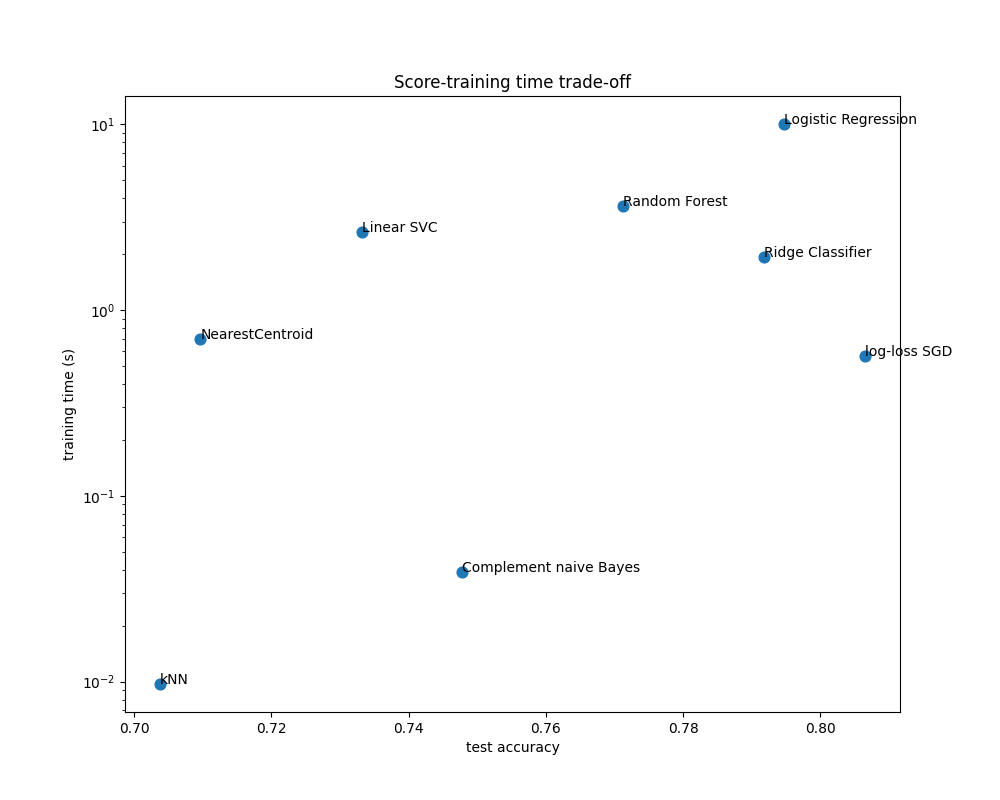 Score-training time trade-off
10¹
Logistic Regression
Random Forest
Linear SVC
Ridge Classifier
10⁰
NearestCentroid
log-loss SGD
training time (s)
10⁻¹
Complement naive Bayes
10⁻²
kNN
0.70 0.72 0.74 0.76 0.78 0.80
test accuracy